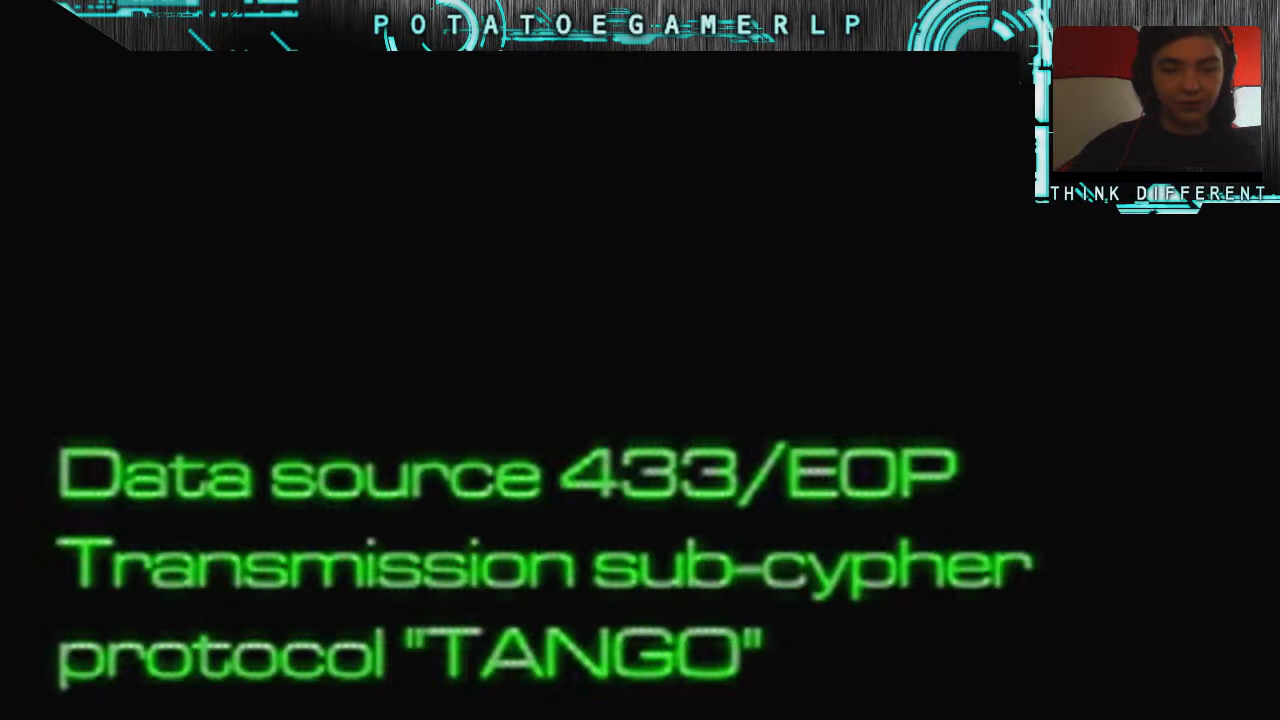 POTATOEGAMERLP
THINK DIFFERENT
Data source 433/EOP
Transmission sub-cypher
protocol "TANGO"